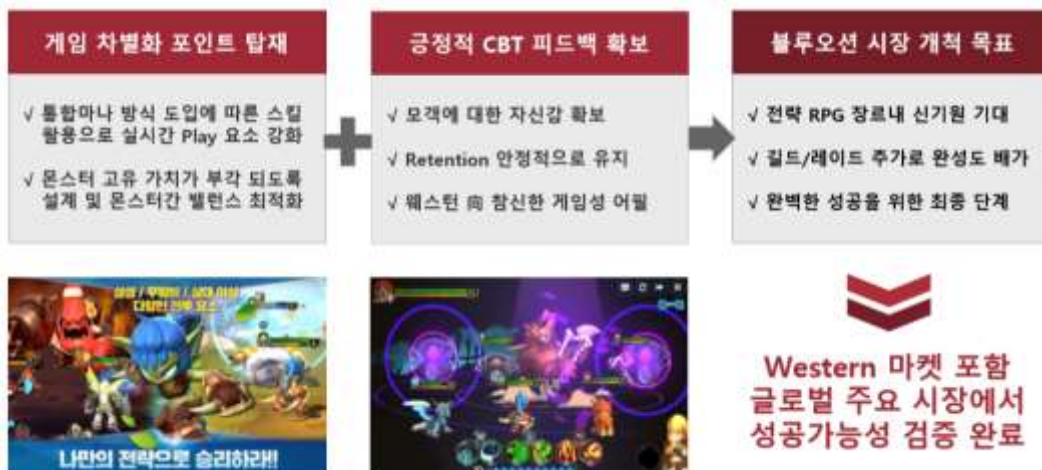 게임 차별화 포인트 탑재
√ 통합마나 방식 도입에 따른 스킬
활용으로 실시간 Play 요소 강화
√ 몬스터 고유 가치가 부각 되도록
설계 및 몬스터간 밸런스 최적화
긍정적 CBT 피드백 확보
√ 모객에 대한 자신감 확보
√ Retention 안정적으로 유지
√ 웨스턴 向 참신한 게임성 어필
블루오션 시장 개척 목표
√ 전략 RPG 장르내 신기원 기대
√ 길드/레이드 추가로 완성도 배가
√ 완벽한 성공을 위한 최종 단계
나만의 전략으로 승리하라!!
Western 마켓 포함
글로벌 주요 시장에서
성공가능성 검증 완료